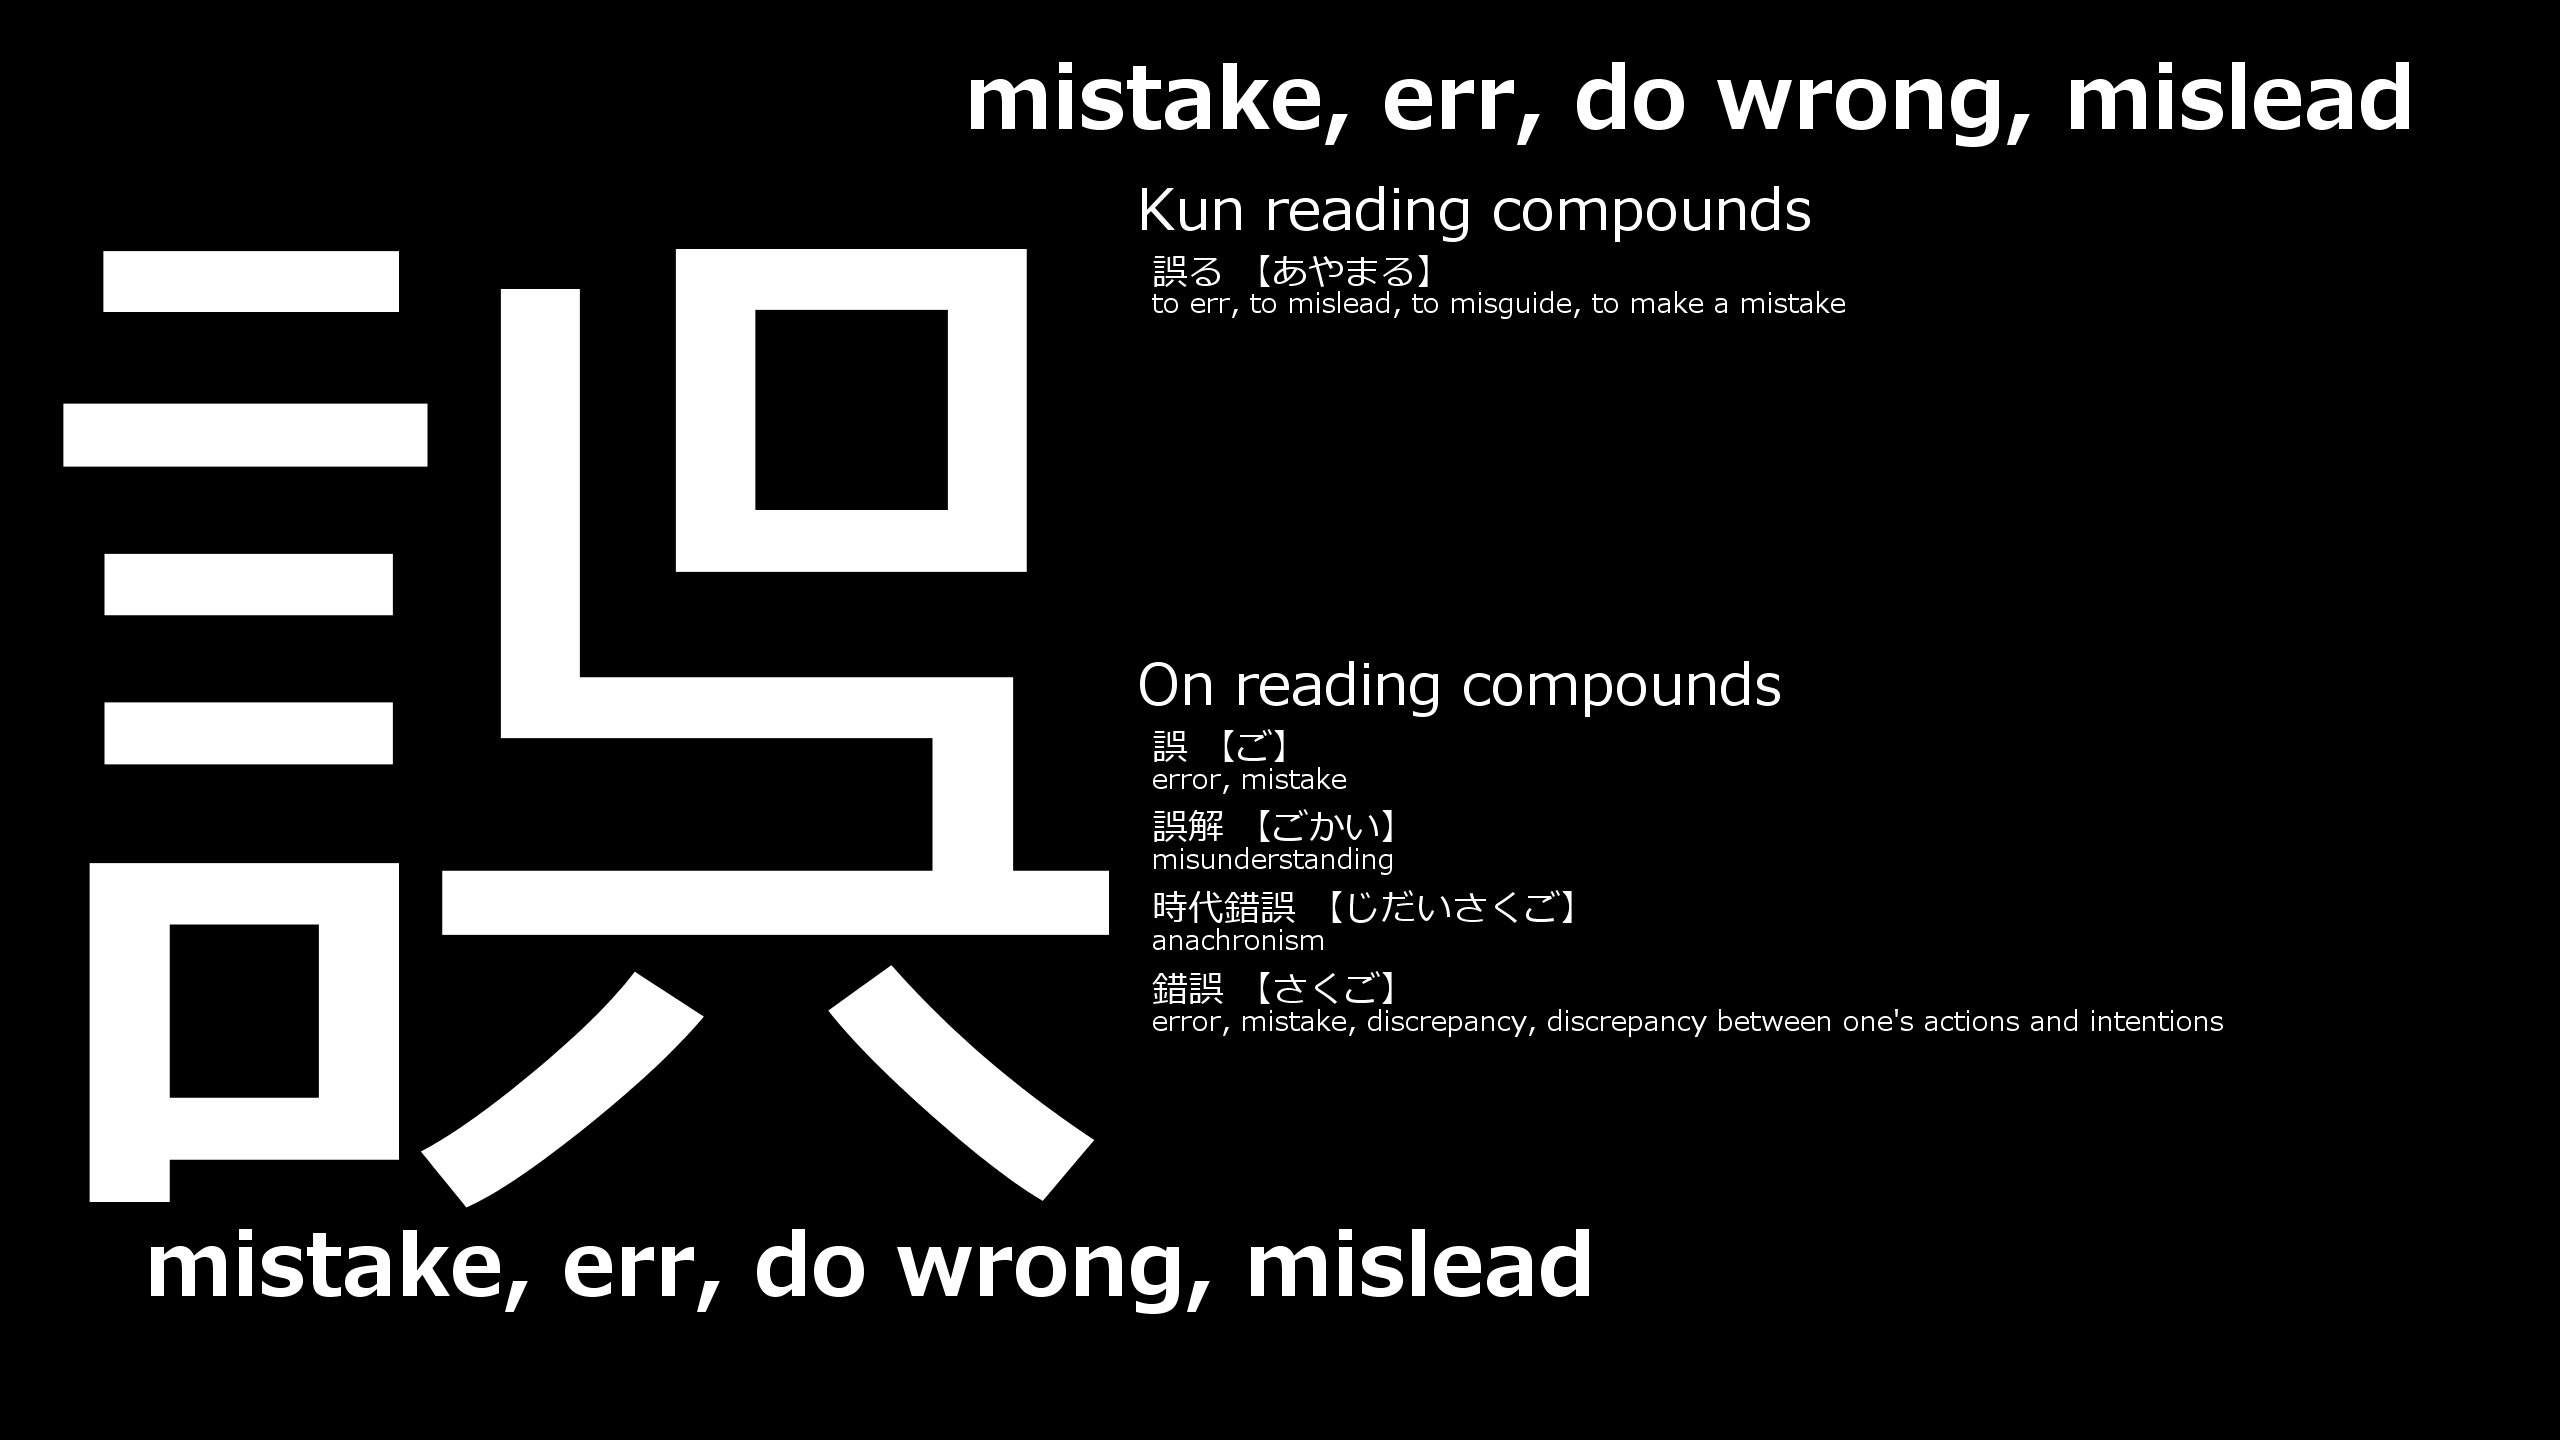 mistake, err, do wrong, mislead
誤
Kun reading compounds
誤る 【あやまる】
to err, to mislead, to misguide, to make a mistake
On reading compounds
誤 【ご】
error, mistake
誤解 【ごかい】
misunderstanding
時代錯誤 【じだいさくご】
anachronism
錯誤 【さくご】
error, mistake, discrepancy, discrepancy between one's actions and intentions
mistake, err, do wrong, mislead